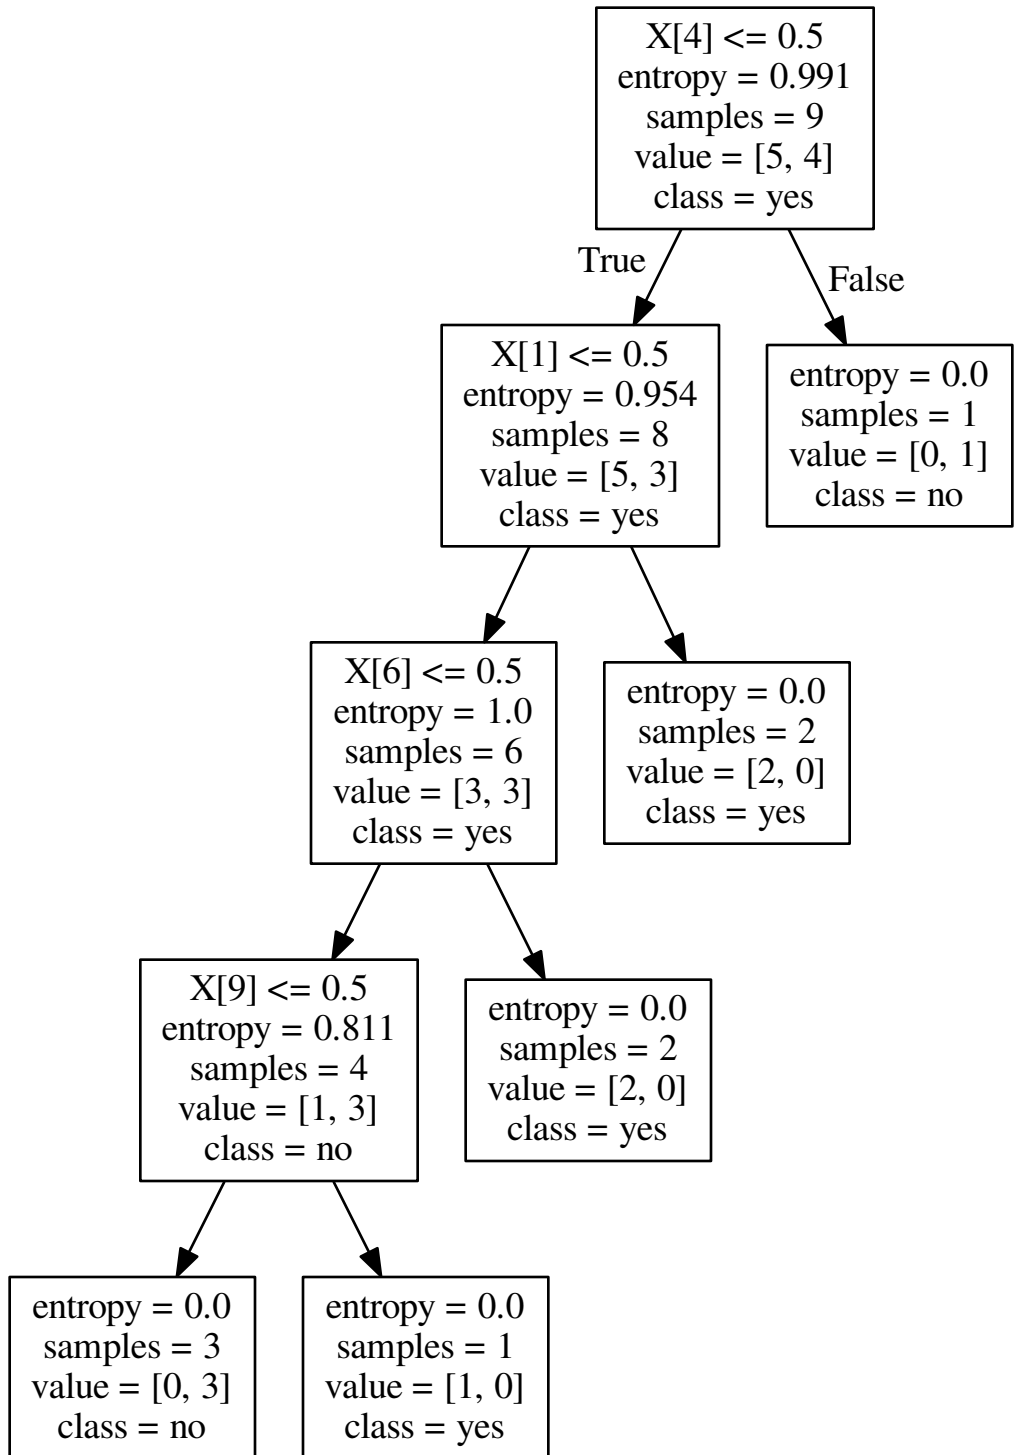 X[4] <= 0.5
entropy = 0.991
samples = 9
value = [5, 4]
class = yes
True
False
X[1] <= 0.5
entropy = 0.954
samples = 8
value = [5, 3]
class = yes
entropy = 0.0
samples = 1
value = [0, 1]
class = no
X[6] <= 0.5
entropy = 1.0
samples = 6
value = [3, 3]
class = yes
entropy = 0.0
samples = 2
value = [2, 0]
class = yes
X[9] <= 0.5
entropy = 0.811
samples = 4
value = [1, 3]
class = no
entropy = 0.0
samples = 2
value = [2, 0]
class = yes
entropy = 0.0
samples = 3
value = [0, 3]
class = no
entropy = 0.0
samples = 1
value = [1, 0]
class = yes